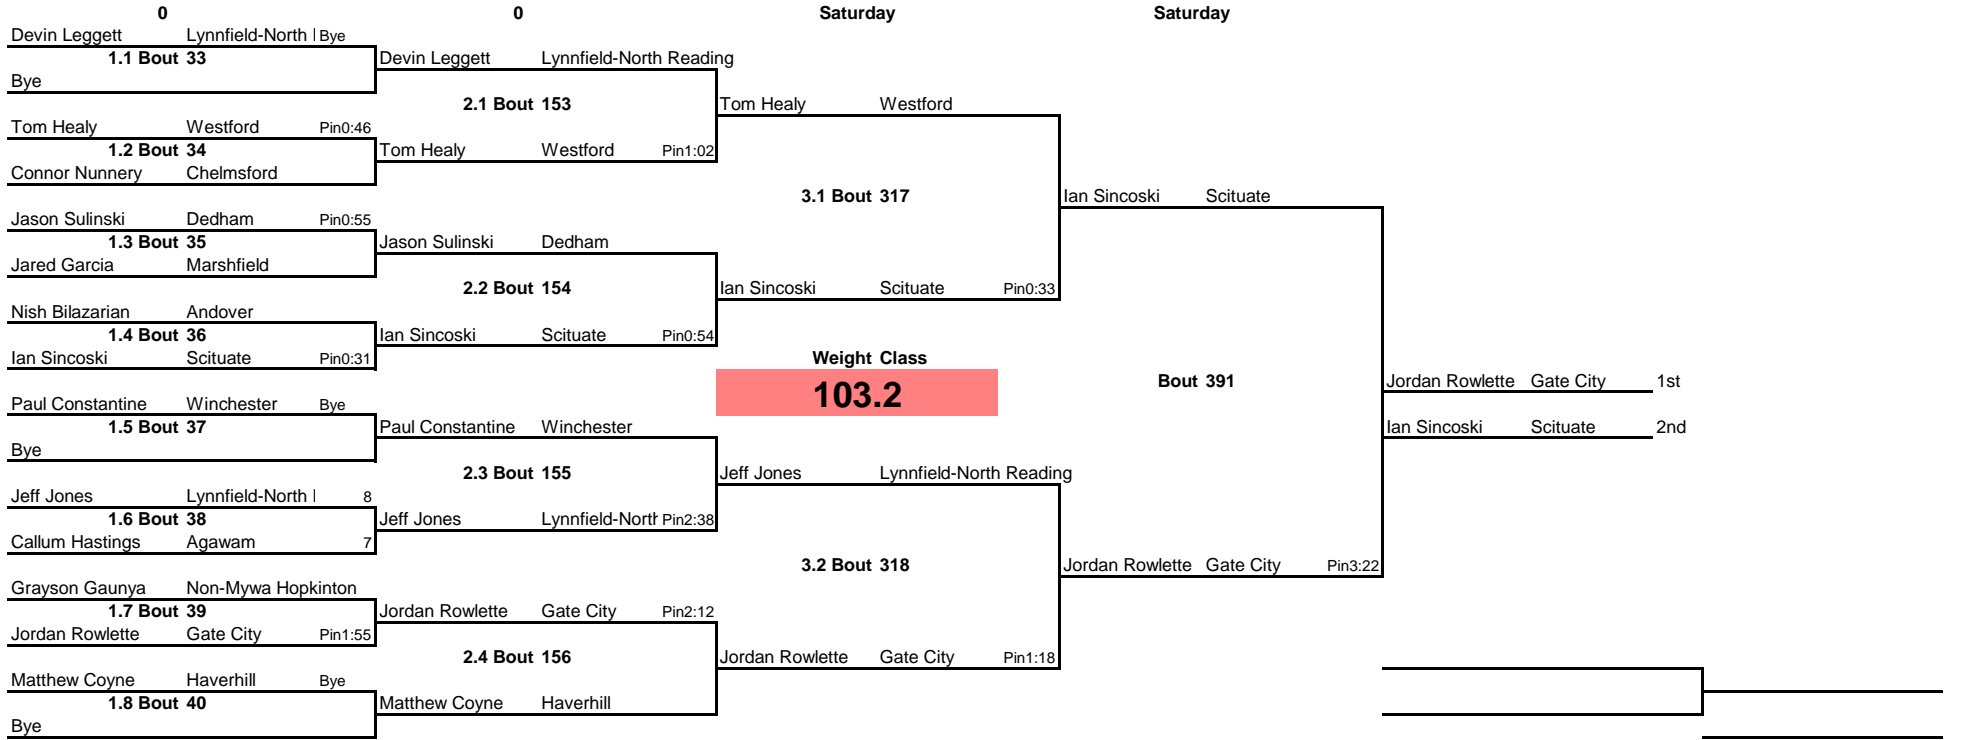 0 0 Saturday Saturday
Devin Leggett Lynnfield-North Bye
1.1 Bout 33
Devin Leggett Lynnfield-North Reading
Bye
2.1 Bout 153
Tom Healy Westford
Tom Healy Westford Pin0:46
1.2 Bout 34
Tom Healy Westford Pin1:02
Connor Nunnery Chelmsford
3.1 Bout 317
Ian Sincoski Scituate
Jason Sulinski Dedham Pin0:55
1.3 Bout 35
Jason Sulinski Dedham
Jared Garcia Marshfield
2.2 Bout 154
Ian Sincoski Scituate Pin0:33
Nish Bilazarian Andover
1.4 Bout 36
Ian Sincoski Scituate Pin0:54
Ian Sincoski Scituate Pin0:31
Weight Class
103.2
Bout 391
Jordan Rowlette Gate City 1st
Paul Constantine Winchester Bye
1.5 Bout 37
Paul Constantine Winchester
Ian Sincoski Scituate 2nd
Bye
2.3 Bout 155
Jeff Jones Lynnfield-North Reading
Jeff Jones Lynnfield-North 8
1.6 Bout 38
Jeff Jones Lynnfield-North Pin2:38
Callum Hastings Agawam 7
3.2 Bout 318
Jordan Rowlette Gate City Pin3:22
Grayson Gaunya Non-Mywa Hopkinton
1.7 Bout 39
Jordan Rowlette Gate City Pin2:12
Jordan Rowlette Gate City Pin1:55
2.4 Bout 156
Jordan Rowlette Gate City Pin1:18
Matthew Coyne Haverhill Bye
1.8 Bout 40
Matthew Coyne Haverhill
Bye